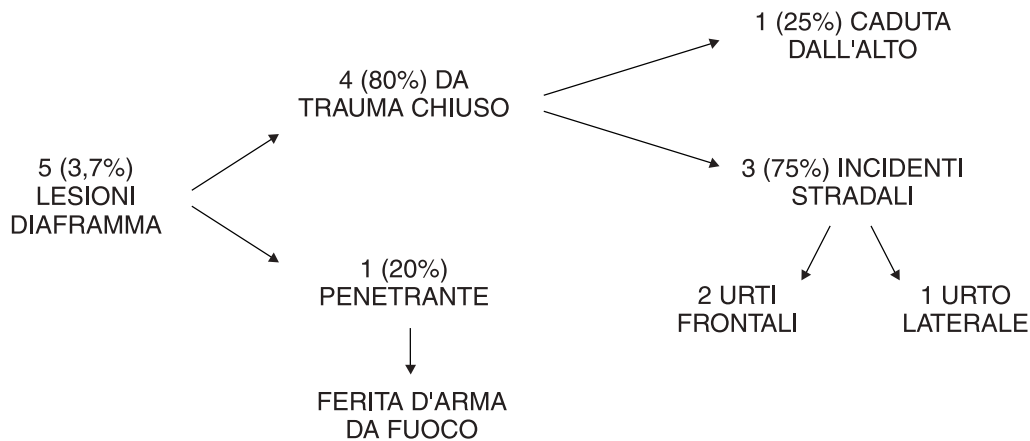 1 (25%) CADUTA
DALL'ALTO
4 (80%) DA
TRAUMA CHIUSO
5 (3,7%)
LESIONI
DIAFRAMMA
3 (75%) INCIDENTI
STRADALI
1 (20%)
PENETRANTE
2 URTI
FRONTALI
1 URTO
LATERALE
FERITA D'ARMA
DA FUOCO